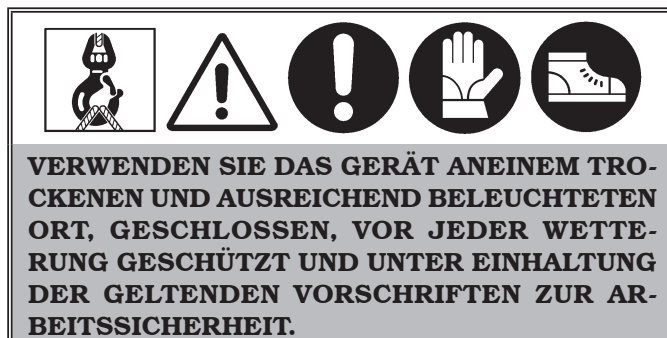 VERWENDEN SIE DAS GERÄT ANEINEM TRO-
CKENEN UND AUSREICHEND BELEUCHTETEN
ORT, GESCHLOSSEN, VOR JEDER WETTE-
RUNG GESCHÜTZT UND UNTER EINHALTUNG
DER GELTENDEN VORSCHRIFTEN ZUR AR-
BEITSSICHERHEIT.